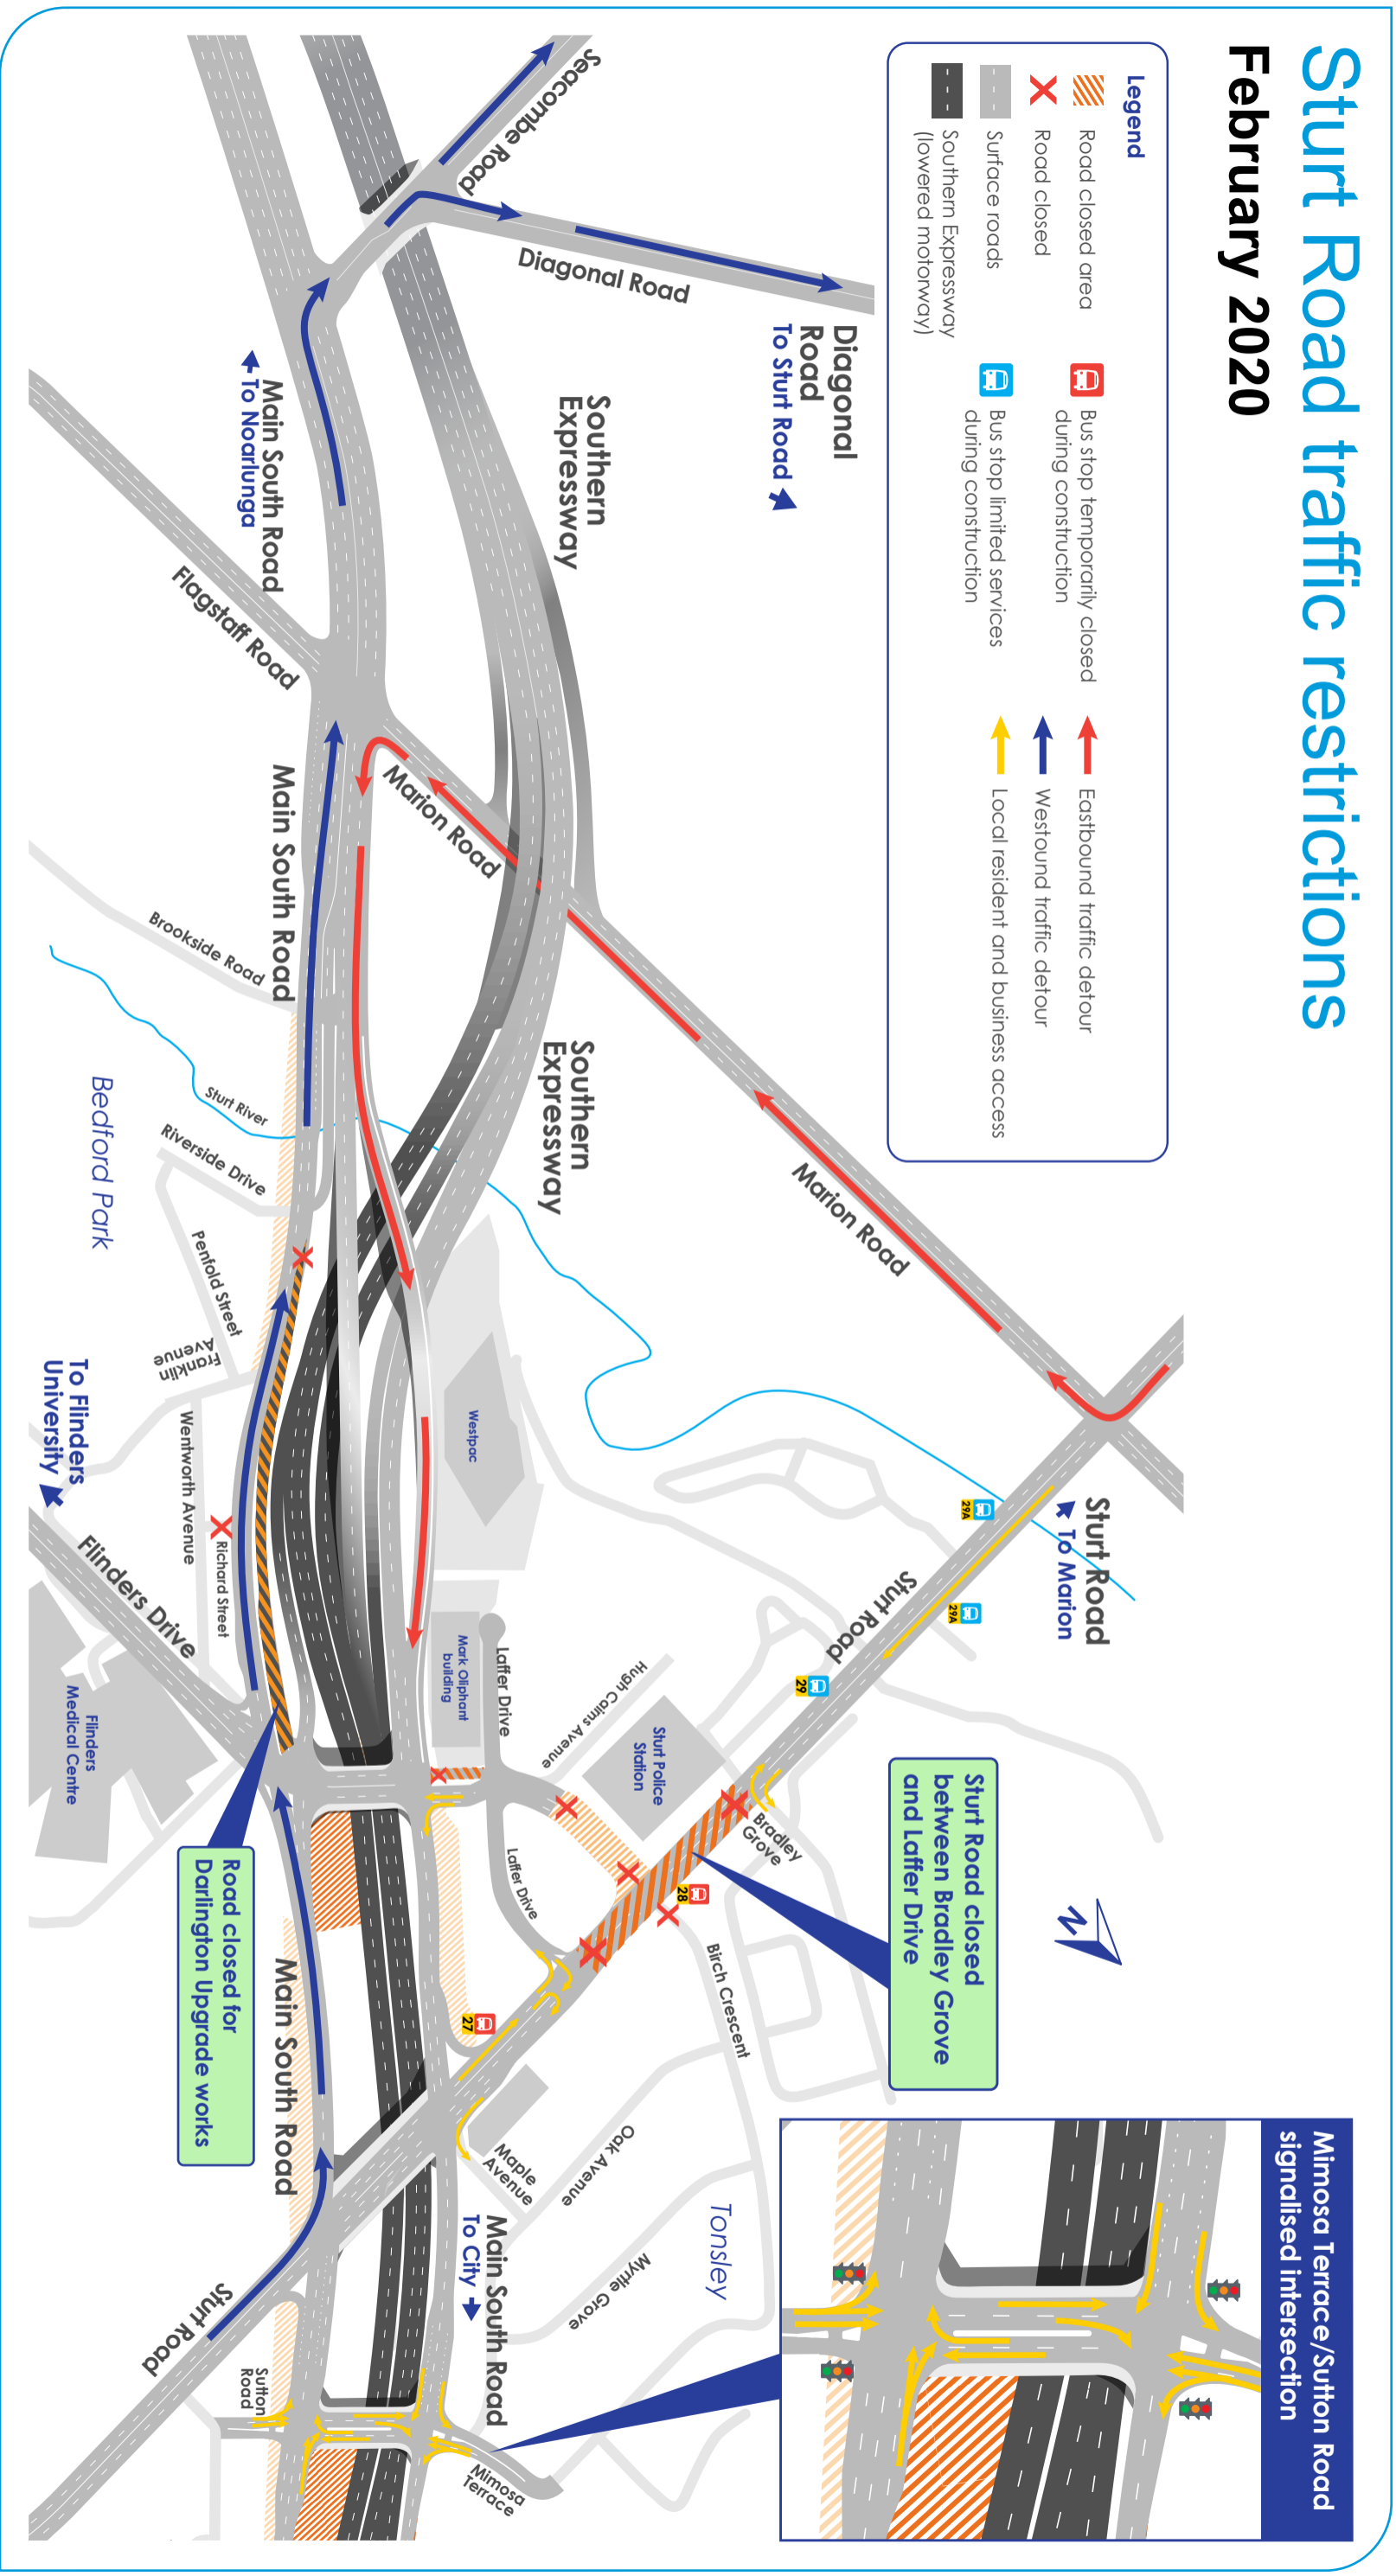 Sturt Road traffic restrictions
February 2020
Legend
Road closed area
Road closed
Surface roads
Southern Expressway
(lowered motorway)
Bus stop temporarily closed
during construction
Bus stop limited services
during construction
Eastbound traffic detour
Westound traffic detour
Local resident and business access
Mimosa Terrace/Sutton Road
signalised intersection
Seacombe Road
Diagonal Road
Diagonal
Road
To Sturt Road
Southern
Expressway
Main South Road
To Noarlunga
Flagstaff Road
Marion Road
Main South Road
Brookside Road
Southern
Expressway
Marion Road
Sturt River
Riverside Drive
Bedford Park
Penfold Street
Franklin
Avenue
To Flinders
University
Wentworth Avenue
Richard Street
Flinders Drive
Flinders
Medical Centre
Westpac
Mark Oliphant
building
Laffer Drive
Hugh Cairns Avenue
Sturt Police
Station
Sturt Road
To Marion
29A
29A
Sturt Road
29
Sturt Road closed
between Bradley Grove
and Laffer Drive
Bradley
Grove
28
Birch Crescent
Laffer Drive
27
Road closed for
Darlington Upgrade works
Main South Road
N
Maple
Avenue
Oak Avenue
Myrtle Grove
Tonsley
Main South Road
To City
Sturt Road
Sutton
Road
Mimosa
Terrace